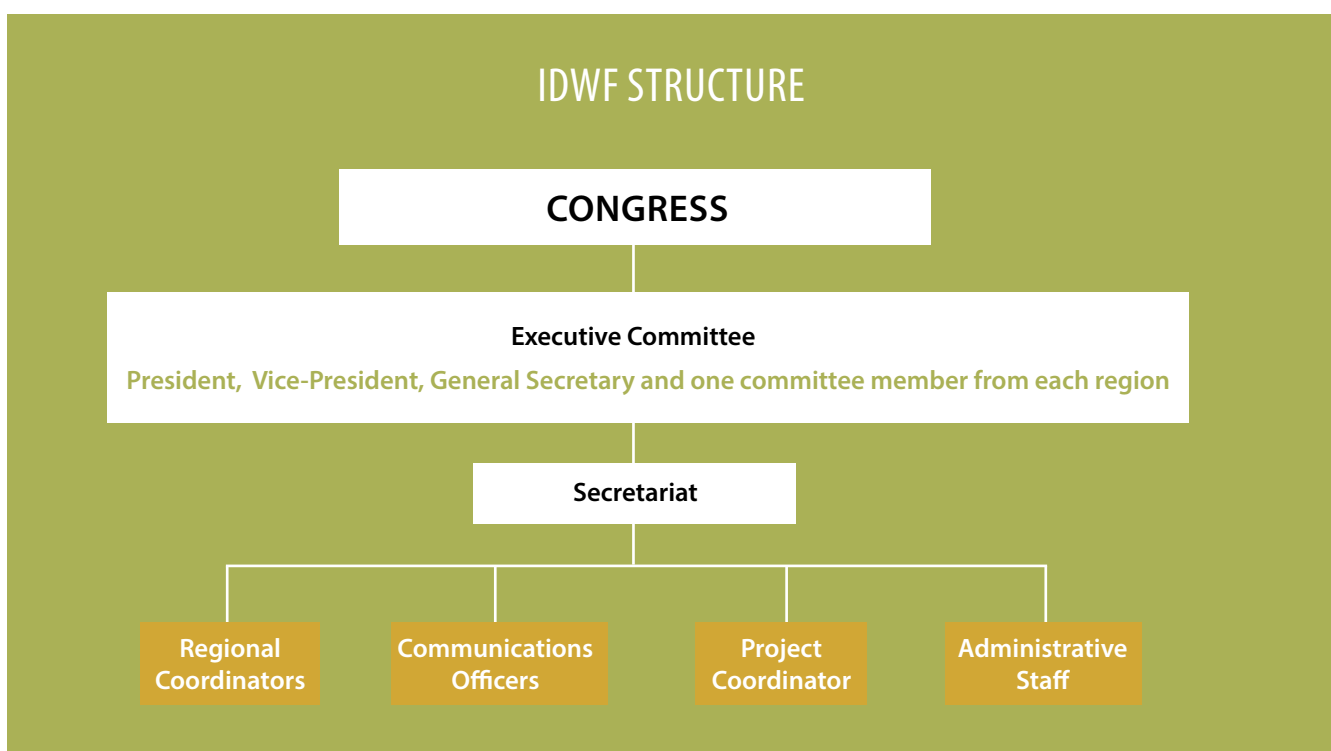 IDWF STRUCTURE
CONGRESS
Executive Committee
President, Vice-President, General Secretary and one committee member from each region
Secretariat
Regional
Coordinators
Communications
Officers
Project
Coordinator
Administrative
Staff